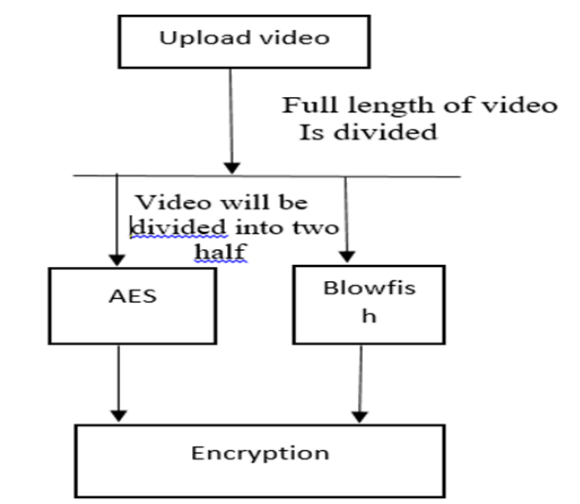 Upload video
Full length of video
Is divided
Video will be
divided into two
half
AES
Blowfis
h
Encryption